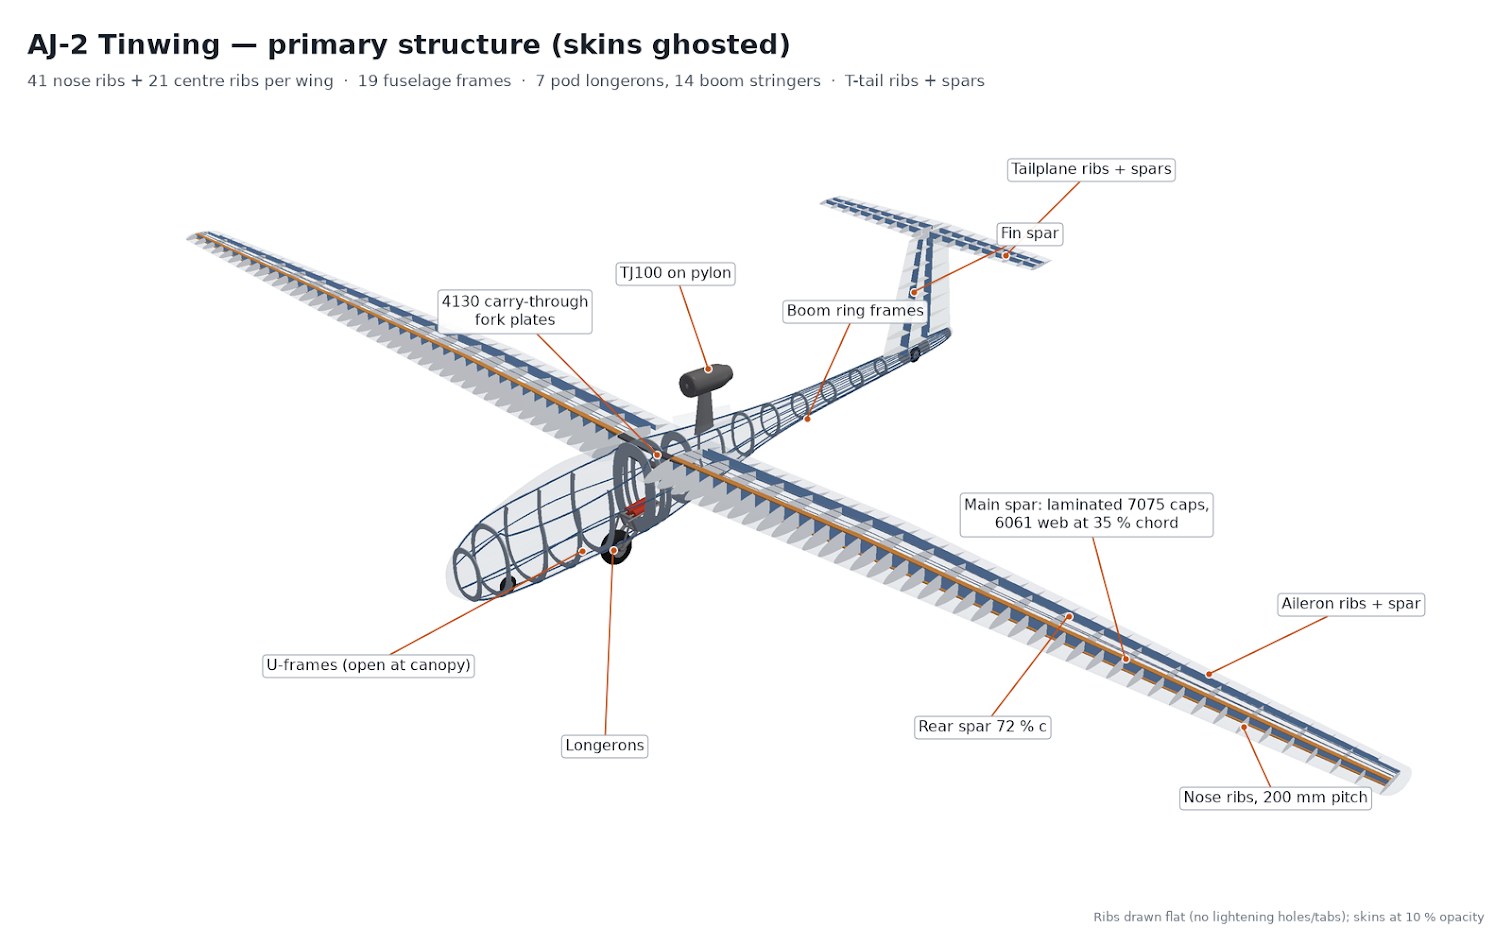 AJ-2 Tinwing — primary structure (skins ghosted)
41 nose ribs + 21 centre ribs per wing · 19 fuselage frames · 7 pod longerons, 14 boom stringers · T-tail ribs + spars
Tailplane ribs + spars
Fin spar
TJ100 on pylon
4130 carry-through
fork plates
Boom ring frames
Main spar: laminated 7075 caps,
6061 web at 35 % chord
Aileron ribs + spar
U-frames (open at canopy)
Rear spar 72 % c
Longerons
Nose ribs, 200 mm pitch
Ribs drawn flat (no lightening holes/tabs); skins at 10 % opacity